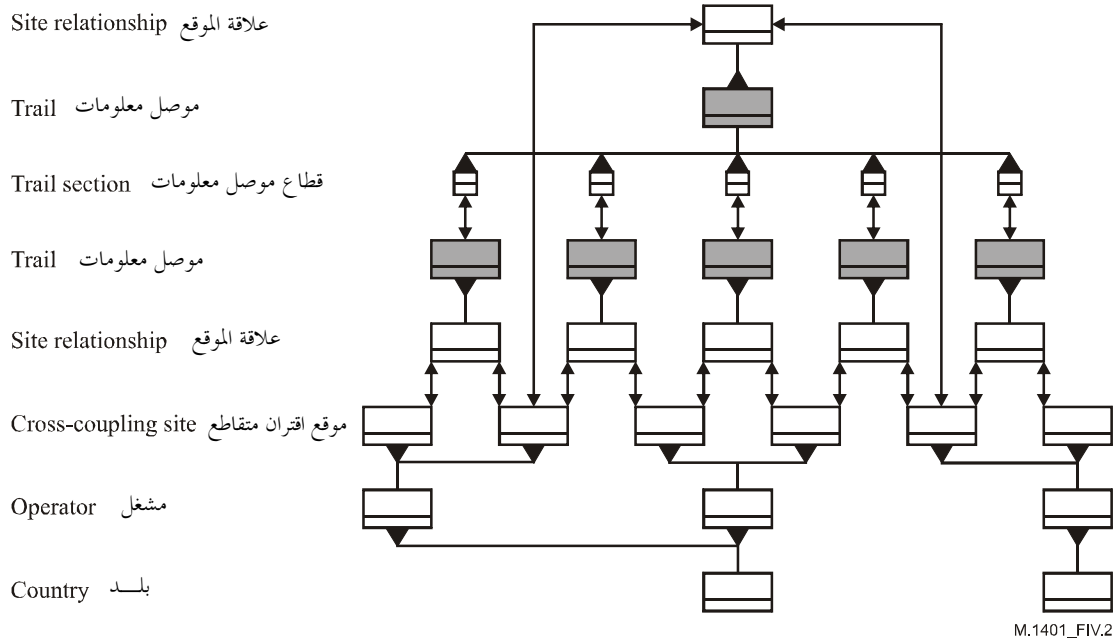 Site relationship علاقة الموقع
Trail موصل معلومات
Trail section قطاع موصل معلومات
Trail موصل معلومات
Site relationship علاقة الموقع
Cross-coupling site موقع اقتران متقاطع
Operator مشغل
Country بلـــد
M.1401_FIV.2